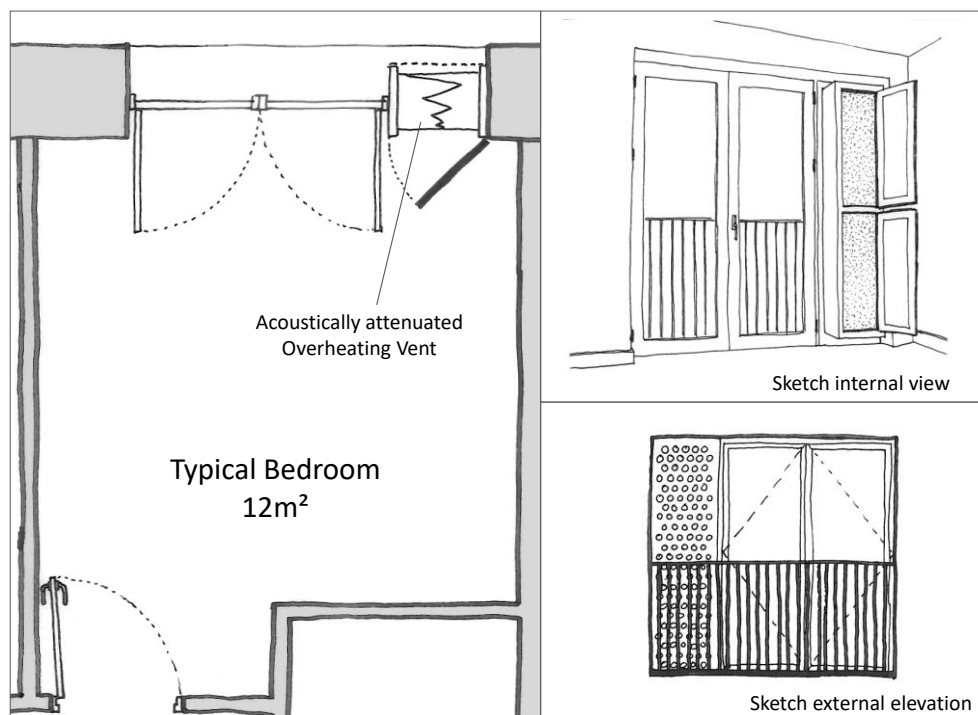 Acoustically attenuated
Overheating Vent
Typical Bedroom
12m²
Sketch internal view
Sketch external elevation